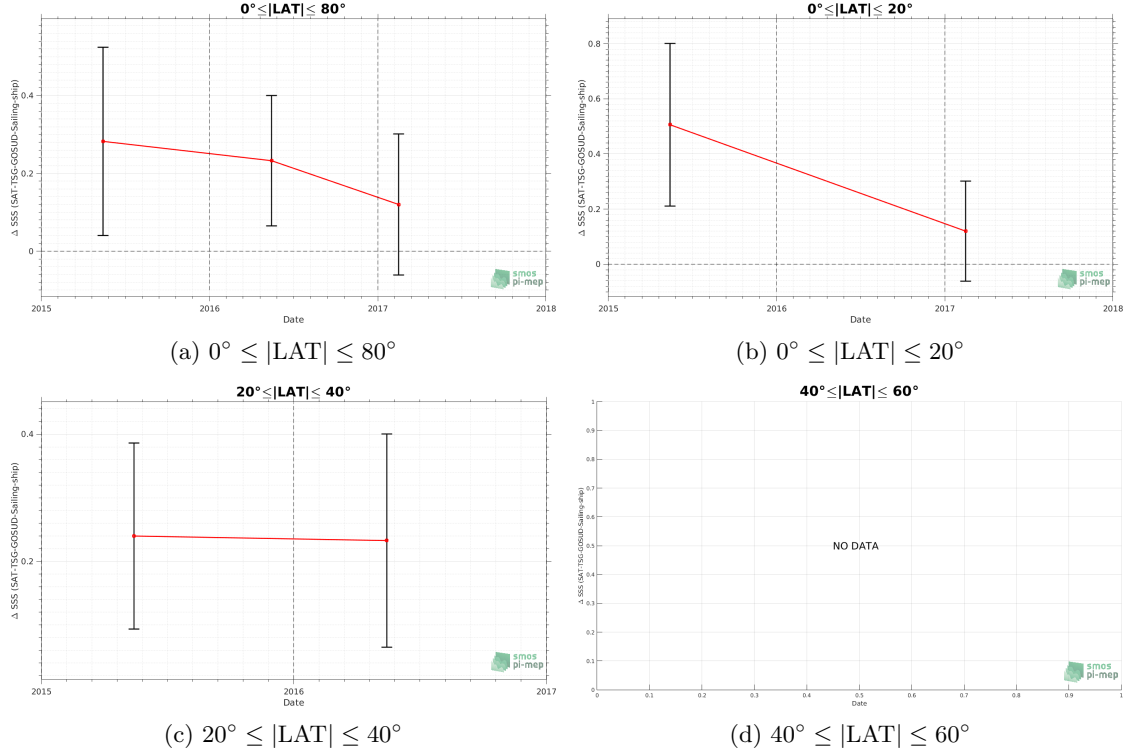 0°≤|LAT|≤ 80°
Δ SSS (SAT-TSG-GOSUD-Sailing-ship)
0.4
0.2
0
2015
2016
2017
2018
Date
smos
pi-mep
(a) 0° ≤ |LAT| ≤ 80°
0°≤|LAT|≤ 20°
Δ SSS (SAT-TSG-GOSUD-Sailing-ship)
0.8
0.6
0.4
0.2
0
2015
2016
2017
2018
Date
smos
pi-mep
(b) 0° ≤ |LAT| ≤ 20°
20°≤|LAT|≤ 40°
Δ SSS (SAT-TSG-GOSUD-Sailing-ship)
0.4
0.2
2015
2016
2017
Date
smos
pi-mep
(c) 20° ≤ |LAT| ≤ 40°
40°≤|LAT|≤ 60°
Δ SSS (SAT-TSG-GOSUD-Sailing-ship)
1
0.9
0.8
0.7
0.6
0.5
0.4
0.3
0.2
0.1
0
NO DATA
0
0.1
0.2
0.3
0.4
0.5
0.6
0.7
0.8
0.9
1
Date
smos
pi-mep
(d) 40° ≤ |LAT| ≤ 60°